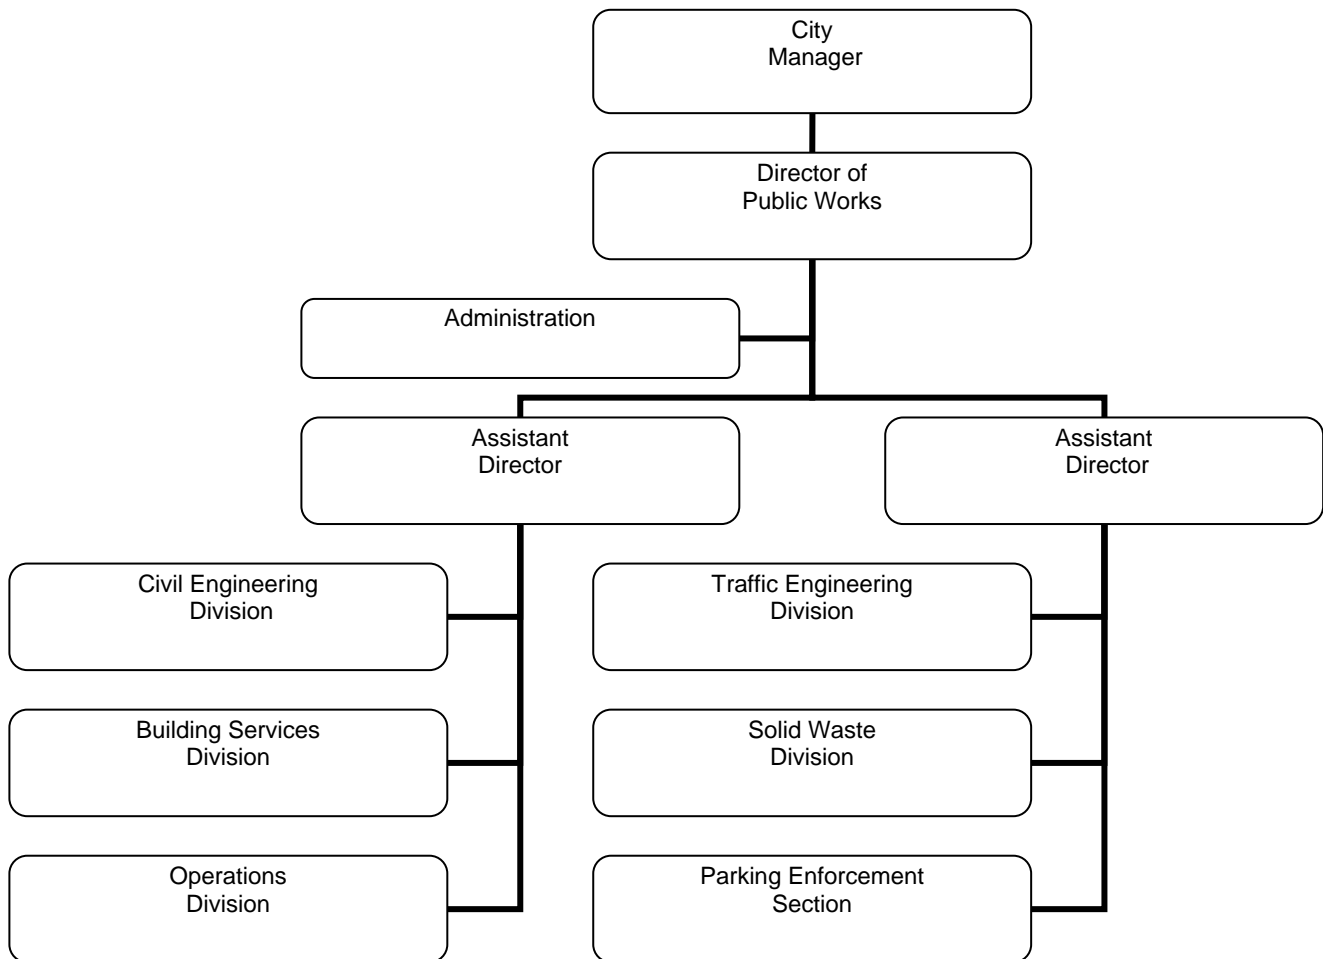 City
Manager
Director of
Public Works
Administration
Assistant
Director
Assistant
Director
Civil Engineering
Division
Traffic Engineering
Division
Building Services
Division
Solid Waste
Division
Operations
Division
Parking Enforcement
Section